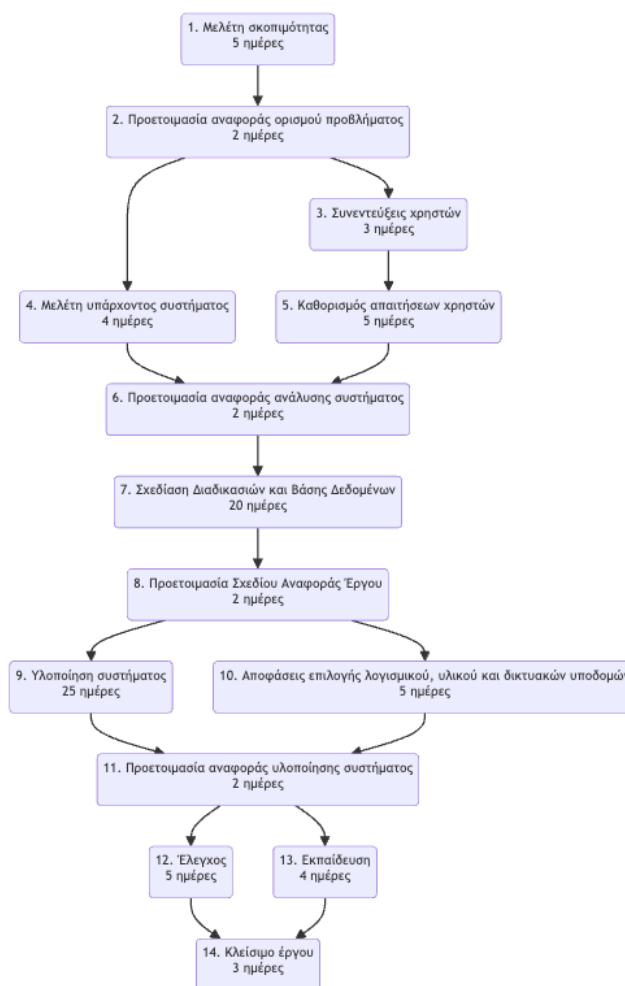 1. Μελέτη σκοπιμότητας
5 ημέρες
2. Προετοιμασία αναφοράς ορισμού προβλήματος
2 ημέρες
3. Συνεντεύξεις χρηστών
3 ημέρες
4. Μελέτη υπάρχοντος συστήματος
4 ημέρες
5. Καθορισμός απαιτήσεων χρηστών
5 ημέρες
6. Προετοιμασία αναφοράς ανάλυσης συστήματος
2 ημέρες
7. Σχεδίαση Διαδικασιών και Βάσης Δεδομένων
20 ημέρες
8. Προετοιμασία Σχεδίου Αναφοράς Έργου
2 ημέρες
9. Υλοποίηση συστήματος
25 ημέρες
10. Αποφάσεις επιλογής λογισμικού, υλικού και δικτυακών υποδομών
5 ημέρες
11. Προετοιμασία αναφοράς υλοποίησης συστήματος
2 ημέρες
12. Έλεγχος
5 ημέρες
13. Εκπαίδευση
4 ημέρες
14. Κλείσιμο έργου
3 ημέρες